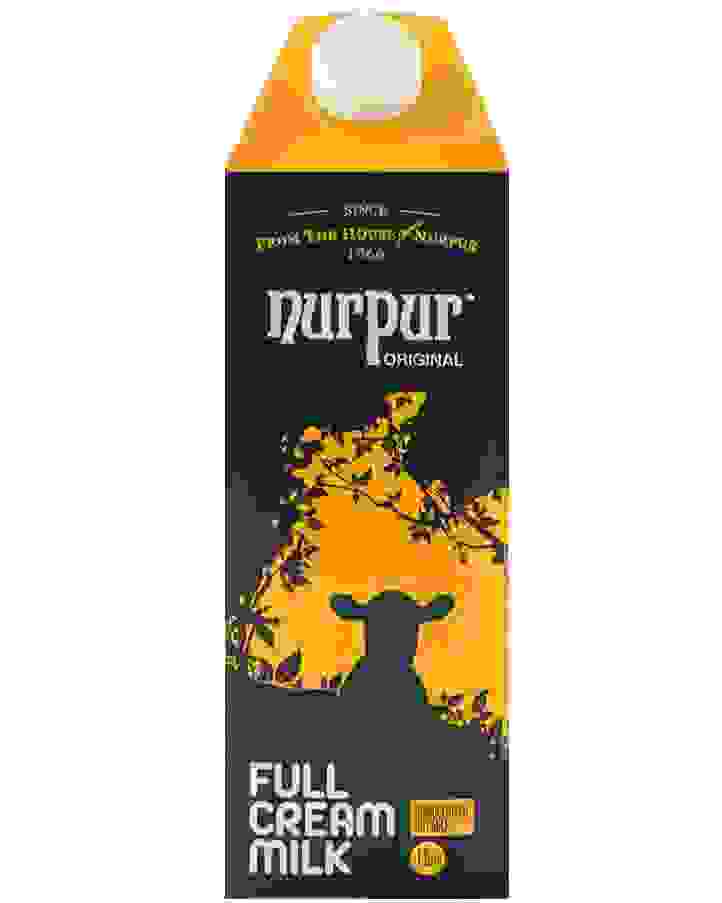 SINCE
FROM THE HOUSE of NURPUR
1966
nurpur
ORIGINAL
FULL
CREAM
MILK